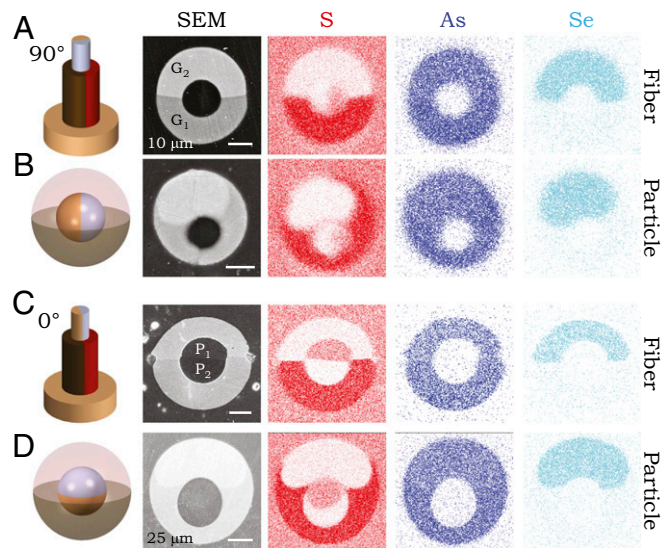 SEM S As Se
A 90° G₂ G₁ 10 μm Fiber
B Particle
C 0° P₁ P₂ Fiber
D 25 μm Particle